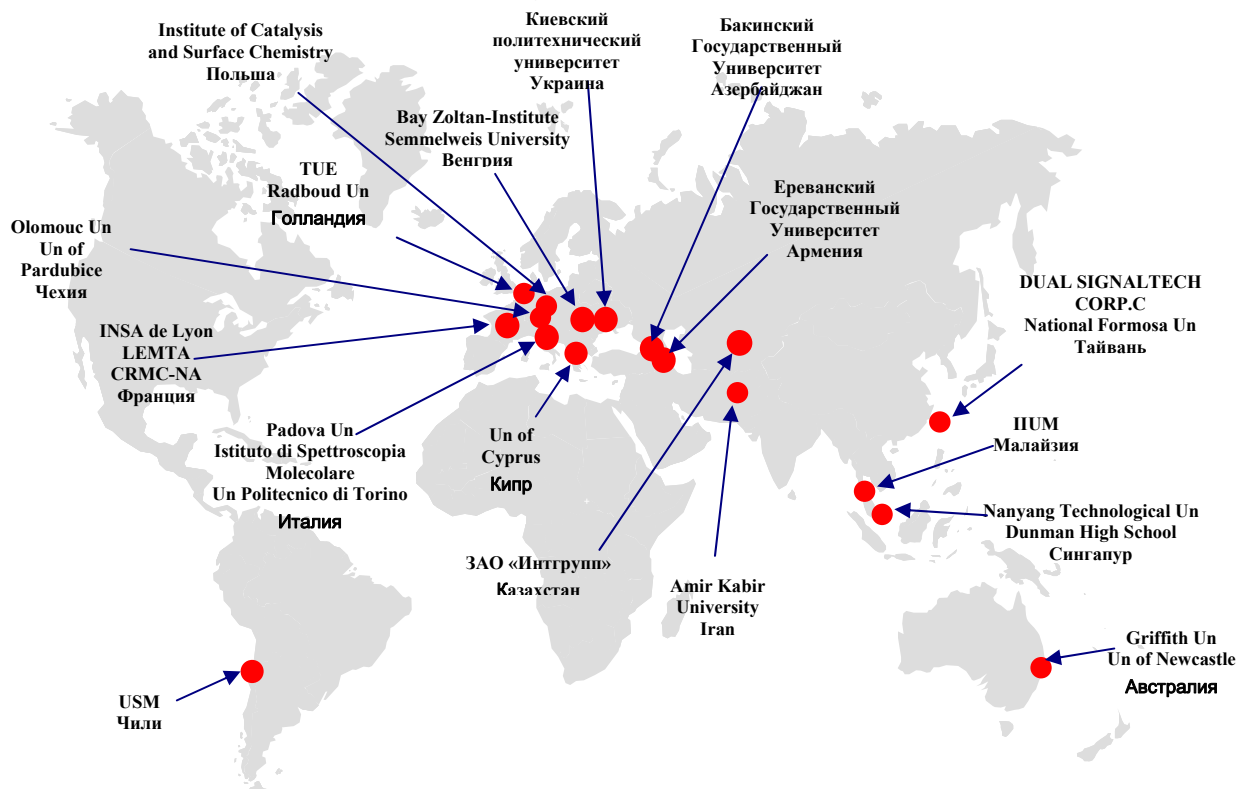 Institute of Catalysis
and Surface Chemistry
Польша
Киевский
политехнический
университет
Украина
Бакинский
Государственный
Университет
Азербайджан
Bay Zoltan-Institute
Semmelweis University
Венгрия
TUE
Radboud Un
Голландия
Ереванский
Государственный
Университет
Армения
Olomouc Un
Un of
Pardubice
Чехия
DUAL SIGNALTECH
CORP.C
National Formosa Un
Тайвань
INSA de Lyon
LEMTA
CRMC-NA
Франция
Padova Un
Istituto di Spettroscopia
Molecolare
Un Politecnico di Torino
Италия
Un of
Cyprus
Кипр
IIUM
Малайзия
Nanyang Technological Un
Dunman High School
Сингапур
ЗАО «Интгрупп»
Казахстан
Amir Kabir
University
Iran
Griffith Un
Un of Newcastle
Австралия
USM
Чили